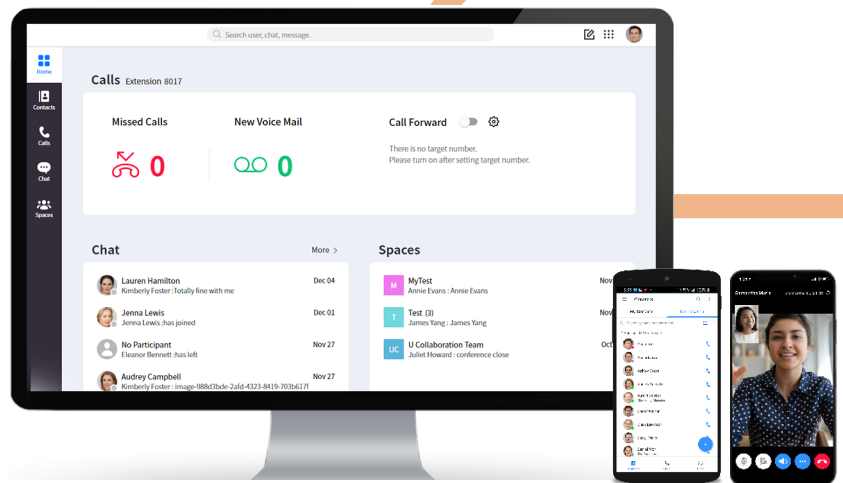 Search user, chat, message.
Home
Contacts
Calls
Chat
Spaces
Calls Extension 8017
Missed Calls
0
New Voice Mail
0
Call Forward
There is no target number.
Please turn on after setting target number.
Chat
More >
Lauren Hamilton
Dec 04
Kimberly Foster :Totally fine with me
Jenna Lewis
Dec 01
Jenna Lewis :has joined
No Participant
Nov 27
Eleanor Bennett :has left
Audrey Campbell
Nov 27
Kimberly Foster : image-988d3bde-2afd-4323-8419-703b617f
Spaces
M
MyTest
Nov
Annie Evans : Annie Evans
T
Test (3)
Nov
James Yang : James Yang
UC
U Collaboration Team
Oct
Juliet Howard : conference close